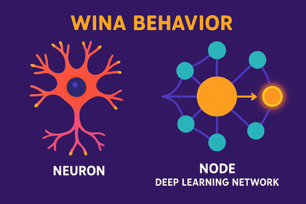 WINA BEHAVIOR
NEURON
NODE
DEEP LEARNING NETWORK